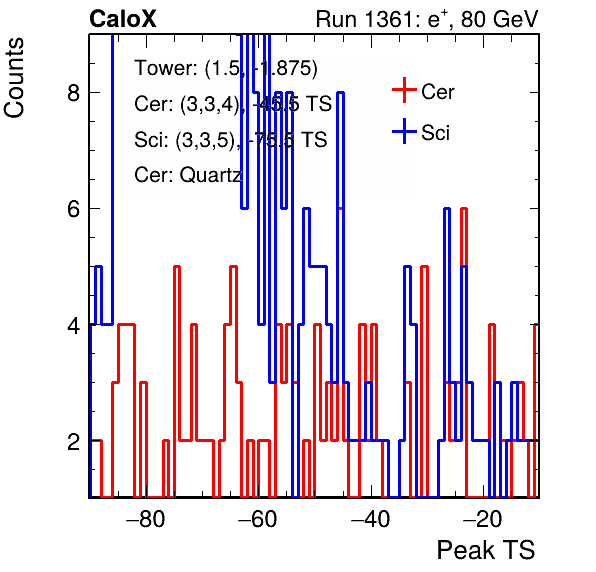 CaloX Run 1361: e+, 80 GeV
Counts
Tower: (1.5, -1.875)
Cer: (3,3,4), -45.5 TS
Sci: (3,3,5), -75.5 TS
Cer: Quartz
Cer
Sci
8
6
4
2
−80 −60 −40 −20
Peak TS